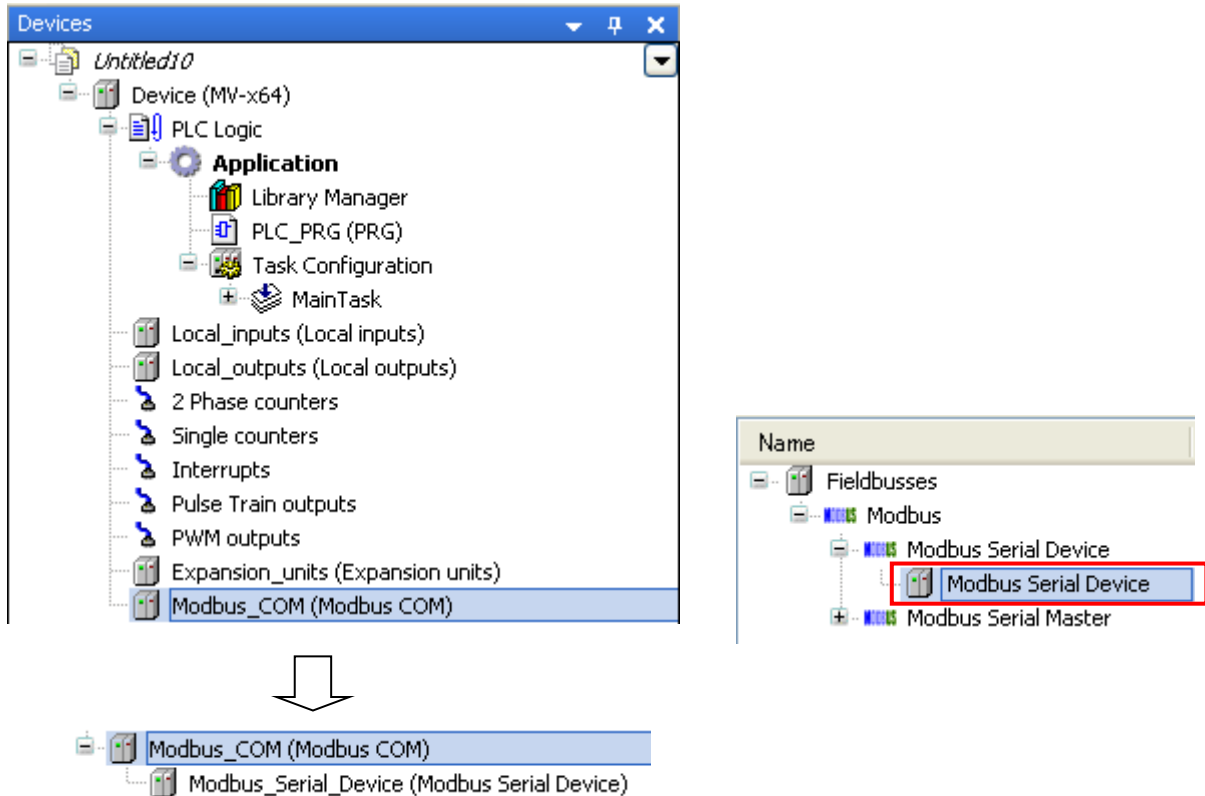 Devices
Untitled10
Device (MV-x64)
PLC Logic
Application
Library Manager
PLC_PRG (PRG)
Task Configuration
MainTask
Local_inputs (Local inputs)
Local_outputs (Local outputs)
2 Phase counters
Single counters
Interrupts
Pulse Train outputs
PWM outputs
Expansion_units (Expansion units)
Modbus_COM (Modbus COM)
Name
Fieldbusses
MODBUS Modbus
MODBUS Modbus Serial Device
Modbus Serial Device
MODBUS Modbus Serial Master
Modbus_COM (Modbus COM)
Modbus_Serial_Device (Modbus Serial Device)